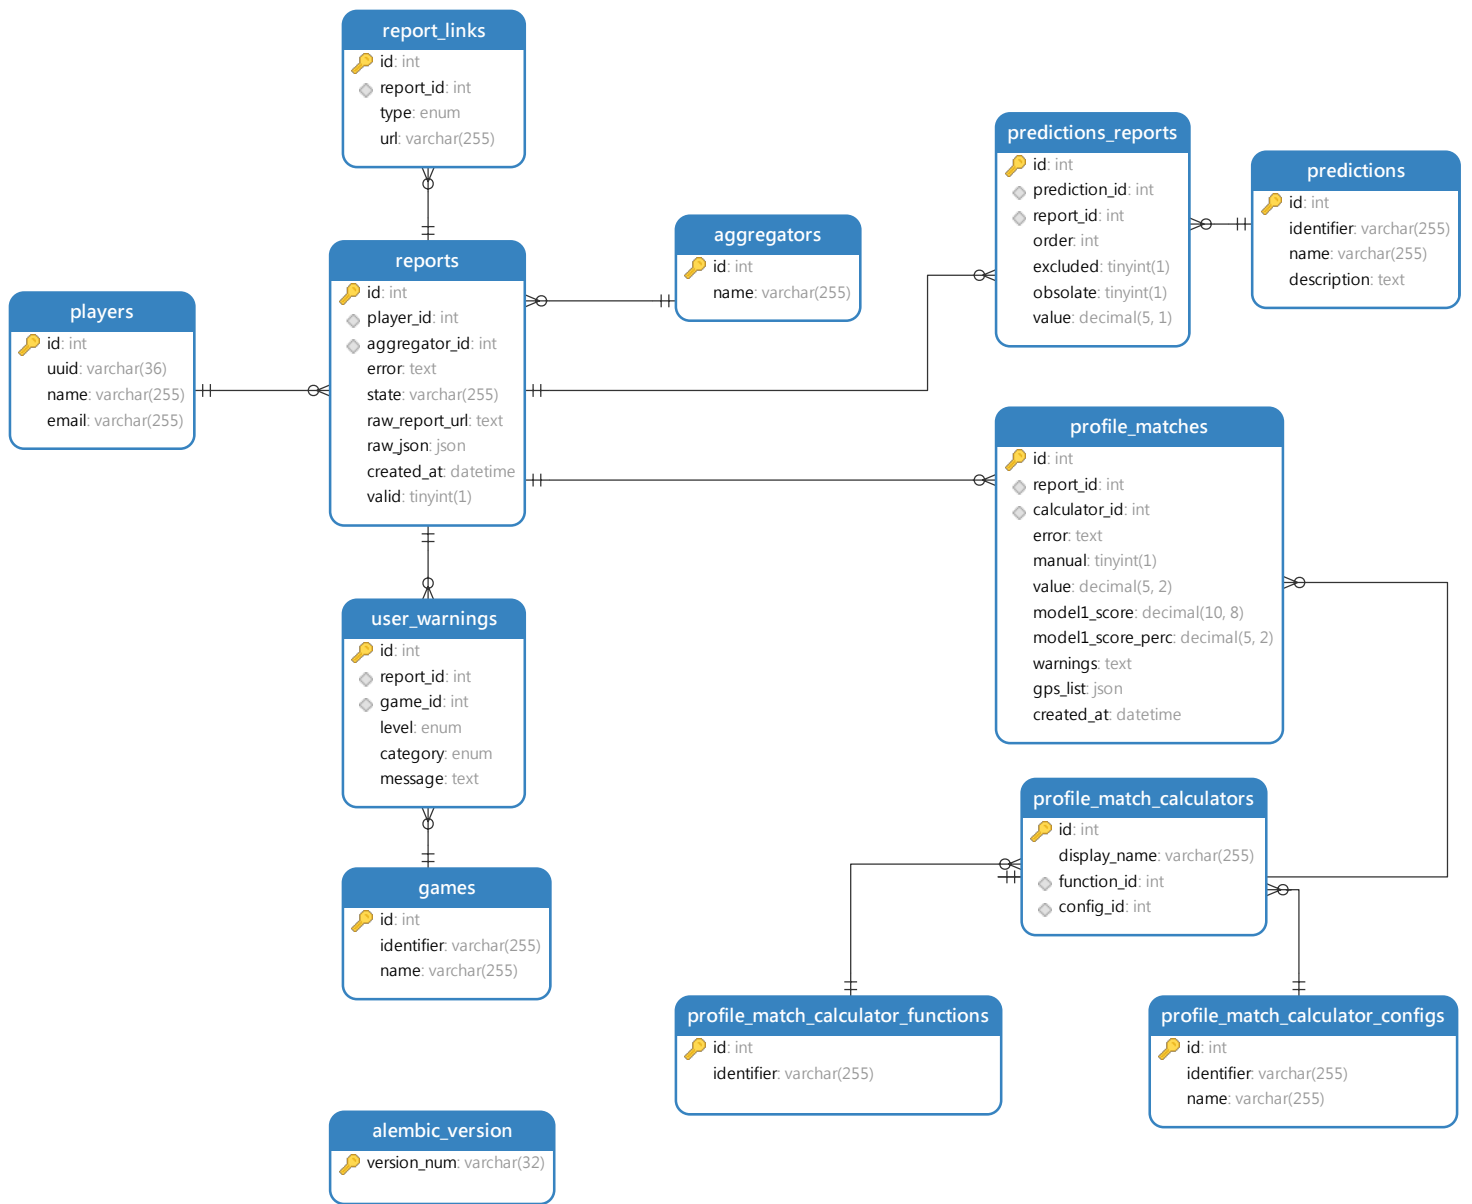 report_links
id: int
report_id: int
type: enum
url: varchar(255)
predictions_reports
id: int
prediction_id: int
report_id: int
order: int
excluded: tinyint(1)
obsolate: tinyint(1)
value: decimal(5, 1)
predictions
id: int
identifier: varchar(255)
name: varchar(255)
description: text
aggregators
id: int
name: varchar(255)
reports
id: int
player_id: int
aggregator_id: int
error: text
state: varchar(255)
raw_report_url: text
raw_json: json
created_at: datetime
valid: tinyint(1)
players
id: int
uuid: varchar(36)
name: varchar(255)
email: varchar(255)
profile_matches
id: int
report_id: int
calculator_id: int
error: text
manual: tinyint(1)
value: decimal(5, 2)
model1_score: decimal(10, 8)
model1_score_perc: decimal(5, 2)
warnings: text
gps_list: json
created_at: datetime
user_warnings
id: int
report_id: int
game_id: int
level: enum
category: enum
message: text
profile_match_calculators
id: int
display_name: varchar(255)
function_id: int
config_id: int
games
id: int
identifier: varchar(255)
name: varchar(255)
profile_match_calculator_functions
id: int
identifier: varchar(255)
profile_match_calculator_configs
id: int
identifier: varchar(255)
name: varchar(255)
alembic_version
version_num: varchar(32)